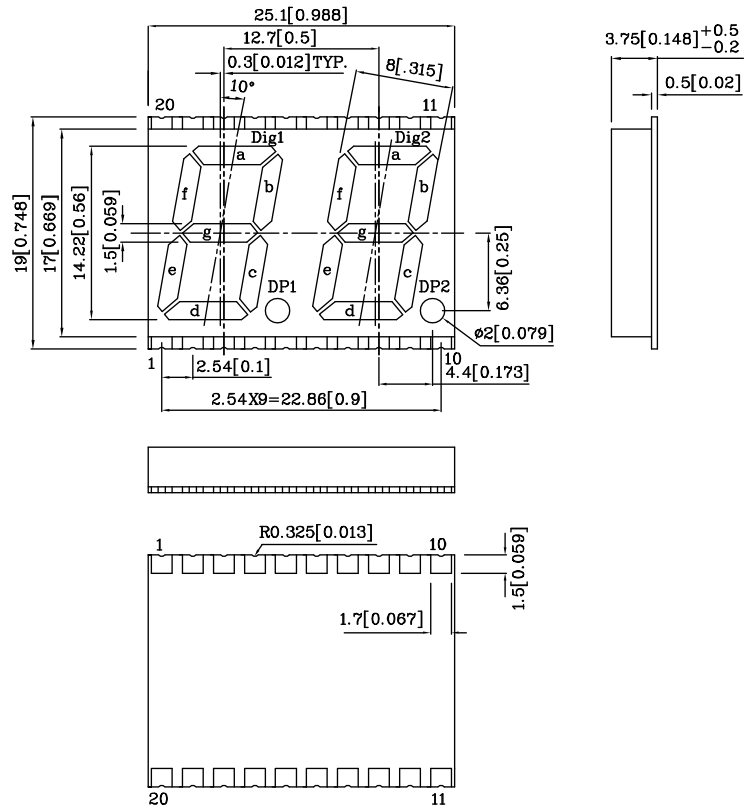 25.1[0.988]
12.7[0.5]
0.3[0.012]TYP.
8[.315]
10°
3.75[0.148]+0.5 -0.2
0.5[0.02]
20
11
Dig1
Dig2
a
a
f
b
f
b
g
g
e
c
e
c
d
d
DP1
DP2
19[0.748]
17[0.669]
14.22[0.56]
1.5[0.059]
6.36[0.25]
ø2[0.079]
1
10
2.54[0.1]
4.4[0.173]
2.54X9=22.86[0.9]
1
R0.325[0.013]
10
1.5[0.059]
1.7[0.067]
20
11